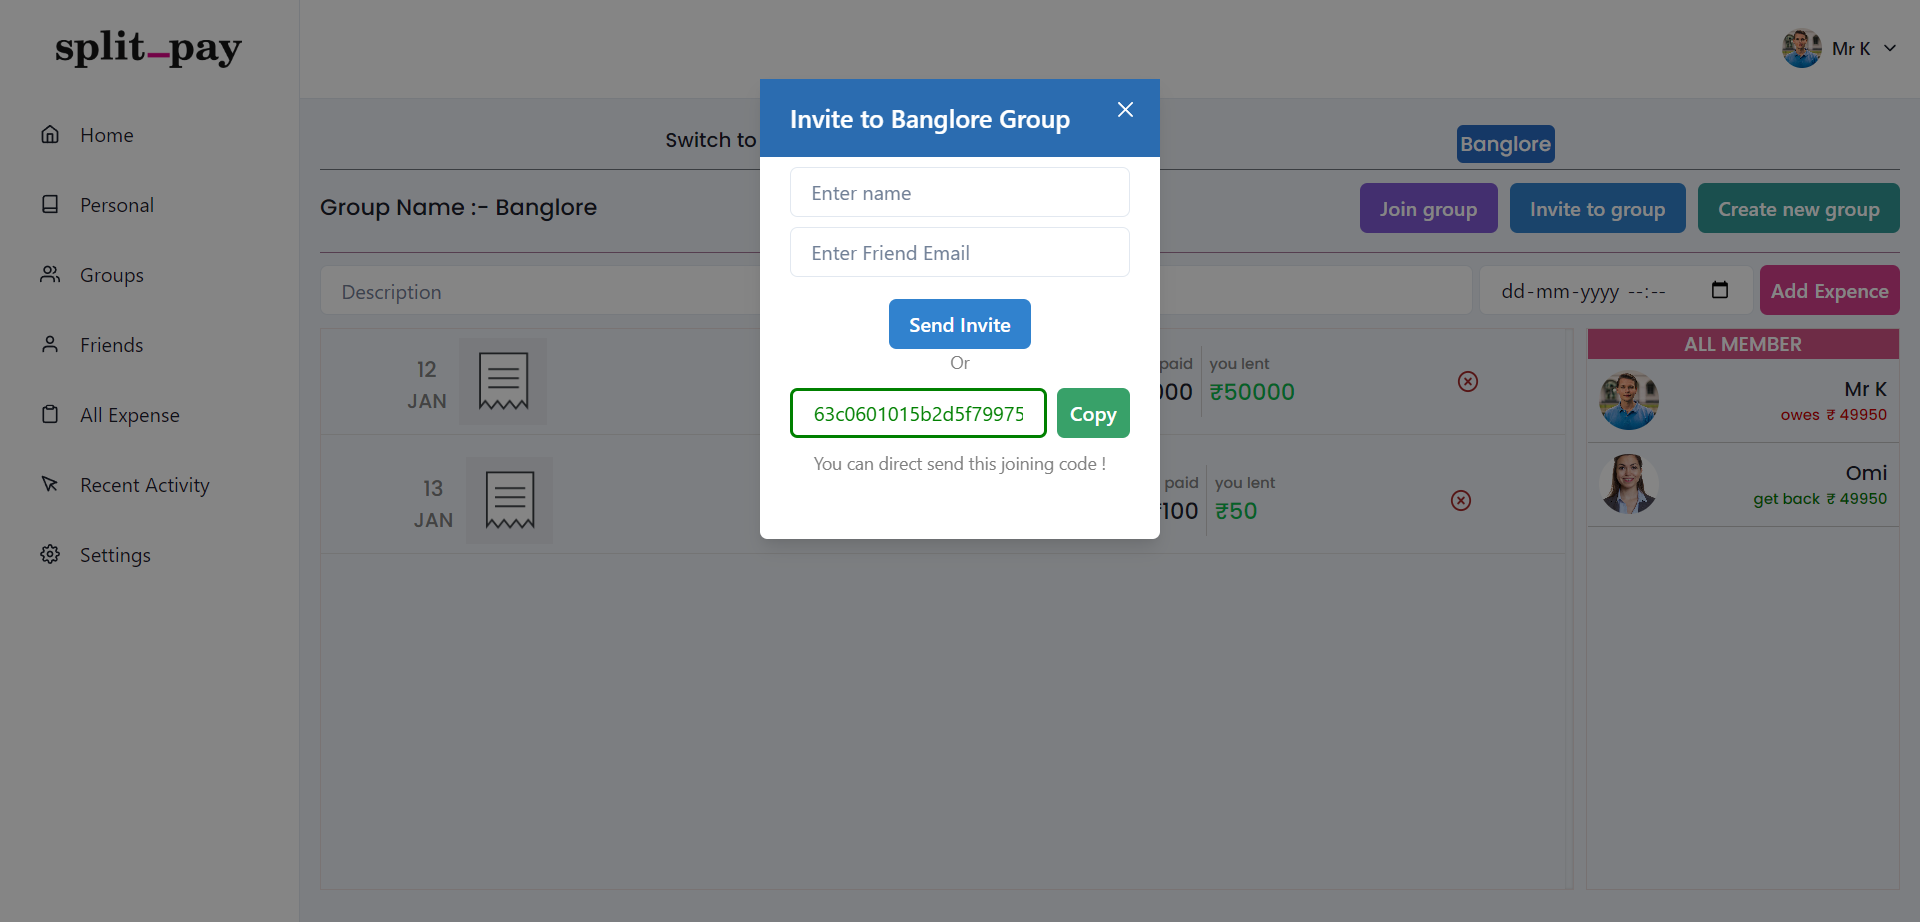 split_pay
Mr K
Home
Personal
Groups
Friends
All Expense
Recent Activity
Settings
Switch to
Banglore
Group Name :- Banglore
Join group
Invite to group
Create new group
Description
dd-mm-yyyy --:--
Add Expence
Invite to Banglore Group
Enter name
Enter Friend Email
Send Invite
Or
63c0601015b2d5f79975
Copy
You can direct send this joining code !
12
JAN
paid
000
you lent
₹50000
13
JAN
paid
100
you lent
₹50
ALL MEMBER
Mr K
owes ₹ 49950
Omi
get back ₹ 49950